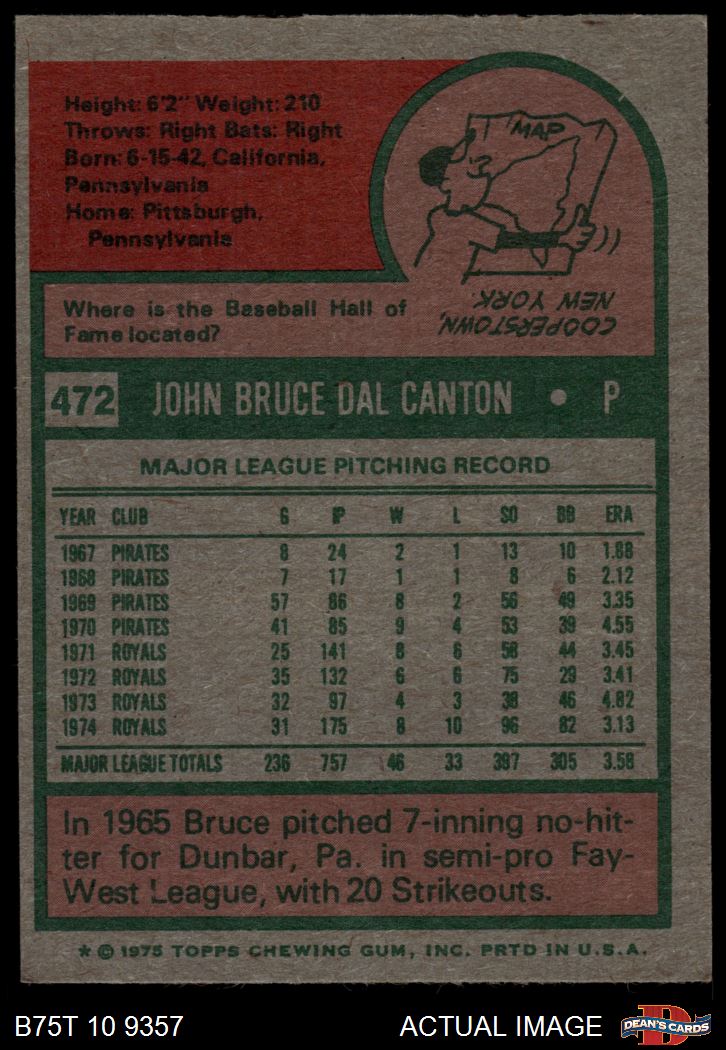 Height: 6'2" Weight: 210
Throws: Right Bats: Right
Born: 6-15-42, California,
Pennsylvania
Home: Pittsburgh,
Pennsylvania
MAP
COOPERSTOWN,
NEW YORK.
Where is the Baseball Hall of
Fame located?
472 JOHN BRUCE DAL CANTON • P
MAJOR LEAGUE PITCHING RECORD
YEAR CLUB G IP W L SO BB ERA
1967 PIRATES 8 24 2 1 13 10 1.88
1968 PIRATES 7 17 1 1 8 6 2.12
1969 PIRATES 57 86 8 2 56 49 3.35
1970 PIRATES 41 85 9 4 53 39 4.55
1971 ROYALS 25 141 8 6 58 44 3.45
1972 ROYALS 35 132 6 6 75 29 3.41
1973 ROYALS 32 97 4 3 38 46 4.82
1974 ROYALS 31 175 8 10 96 82 3.13
MAJOR LEAGUE TOTALS 236 757 46 33 397 305 3.58
In 1965 Bruce pitched 7-inning no-hit-
ter for Dunbar, Pa. in semi-pro Fay-
West League, with 20 Strikeouts.
* © 1975 TOPPS CHEWING GUM, INC. PRTD IN U.S.A.
B75T 10 9357 ACTUAL IMAGE
DEAN'S CARDS